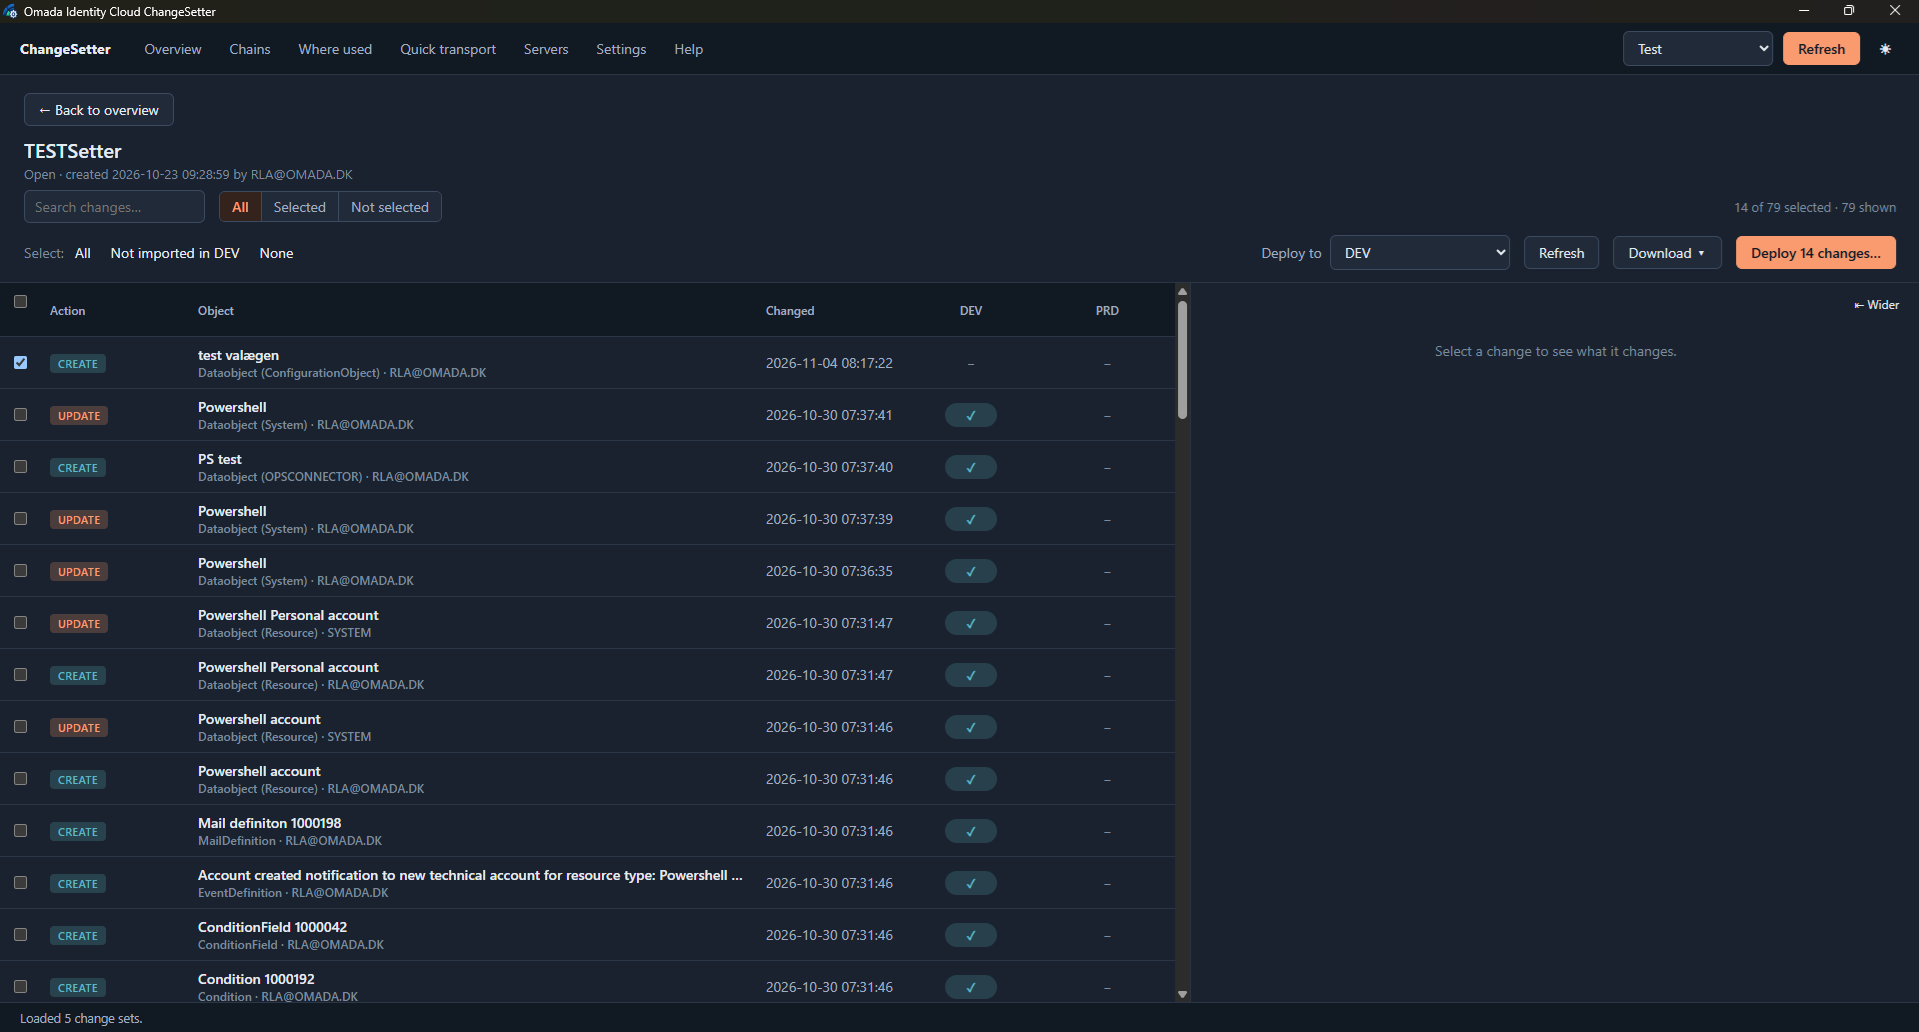 Omada Identity Cloud ChangeSetter
ChangeSetter Overview Chains Where used Quick transport Servers Settings Help Test Refresh
← Back to overview
TESTSetter
Open · created 2026-10-23 09:28:59 by RLA@OMADA.DK
Search changes... All Selected Not selected 14 of 79 selected · 79 shown
Select: All Not imported in DEV None Deploy to DEV Refresh Download ▾ Deploy 14 changes...
Action Object Changed DEV PRD
⇤ Wider
Select a change to see what it changes.
CREATE test valægen 2026-11-04 08:17:22 – –
Dataobject (ConfigurationObject) · RLA@OMADA.DK
UPDATE Powershell 2026-10-30 07:37:41 ✓ –
Dataobject (System) · RLA@OMADA.DK
CREATE PS test 2026-10-30 07:37:40 ✓ –
Dataobject (OPSCONNECTOR) · RLA@OMADA.DK
UPDATE Powershell 2026-10-30 07:37:39 ✓ –
Dataobject (System) · RLA@OMADA.DK
UPDATE Powershell 2026-10-30 07:36:35 ✓ –
Dataobject (System) · RLA@OMADA.DK
UPDATE Powershell Personal account 2026-10-30 07:31:47 ✓ –
Dataobject (Resource) · SYSTEM
CREATE Powershell Personal account 2026-10-30 07:31:47 ✓ –
Dataobject (Resource) · RLA@OMADA.DK
UPDATE Powershell account 2026-10-30 07:31:46 ✓ –
Dataobject (Resource) · SYSTEM
CREATE Powershell account 2026-10-30 07:31:46 ✓ –
Dataobject (Resource) · RLA@OMADA.DK
CREATE Mail definiton 1000198 2026-10-30 07:31:46 ✓ –
MailDefinition · RLA@OMADA.DK
CREATE Account created notification to new technical account for resource type: Powershell ... 2026-10-30 07:31:46 ✓ –
EventDefinition · RLA@OMADA.DK
CREATE ConditionField 1000042 2026-10-30 07:31:46 ✓ –
ConditionField · RLA@OMADA.DK
CREATE Condition 1000192 2026-10-30 07:31:46 ✓ –
Condition · RLA@OMADA.DK
Loaded 5 change sets.